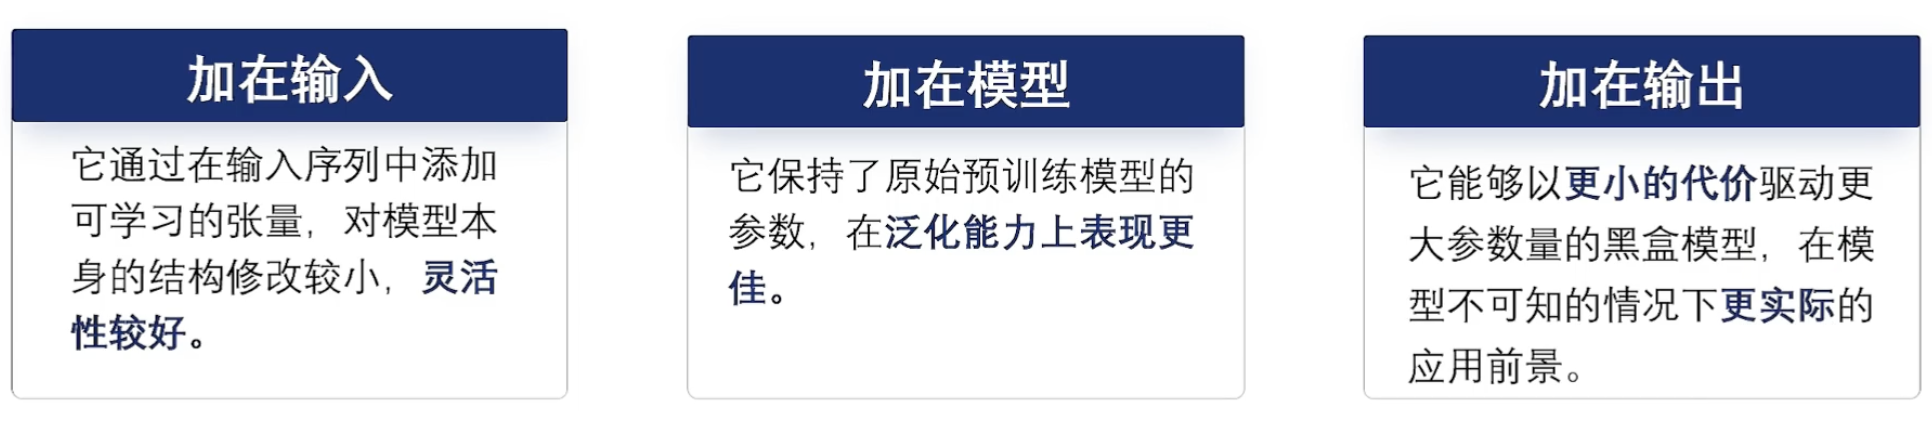 加在输入
它通过在输入序列中添加
可学习的张量，对模型本
身的结构修改较小，灵活
性较好。
加在模型
它保持了原始预训练模型的
参数，在泛化能力上表现更
佳。
加在输出
它能够以更小的代价驱动更
大参数量的黑盒模型，在模
型不可知的情况下更实际的
应用前景。